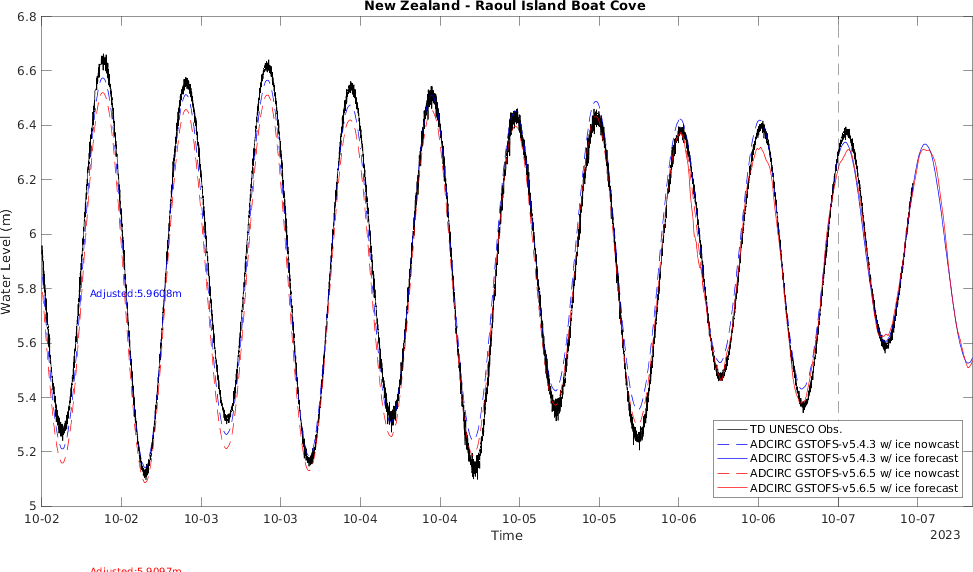 New Zealand - Raoul Island Boat Cove
6.8
6.6
6.4
6.2
6
5.8
5.6
5.4
5.2
5
Water Level (m)
Adjusted:5.9608m
TD UNESCO Obs.
ADCIRC GSTOFS-v5.4.3 w/ ice nowcast
ADCIRC GSTOFS-v5.4.3 w/ ice forecast
ADCIRC GSTOFS-v5.6.5 w/ ice nowcast
ADCIRC GSTOFS-v5.6.5 w/ ice forecast
10-02 10-02 10-03 10-03 10-04 10-04 10-05 10-05 10-06 10-06 10-07 10-07
Time
2023
Adjusted:5.9097m